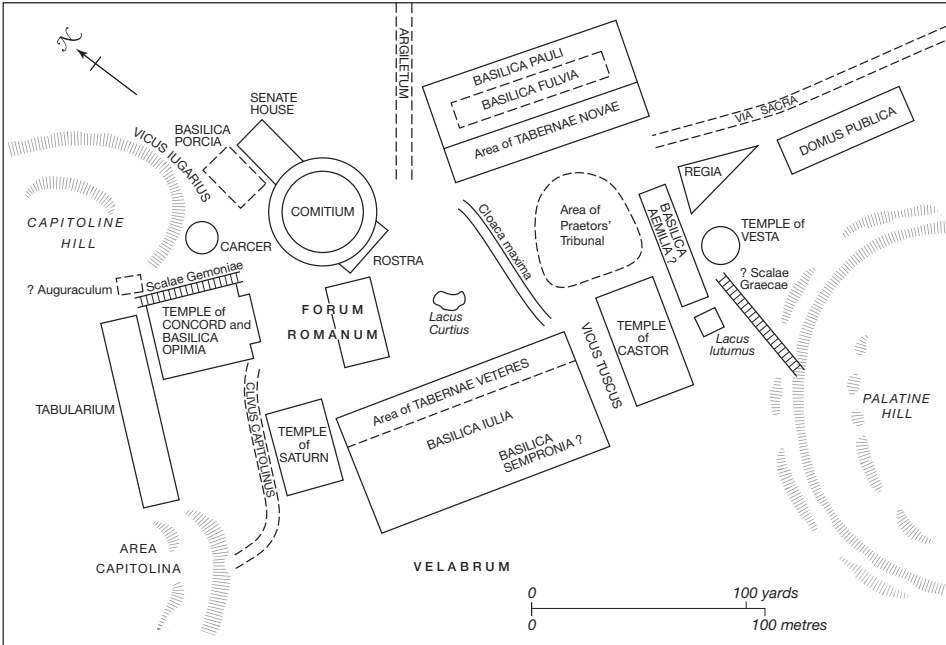 N
ARGILETUM
BASILICA PAULI
BASILICA FULVIA
Area of TABERNAE NOVAE
VIA SACRA
DOMUS PUBLICA
SENATE
HOUSE
BASILICA
PORCIA
VICUS IUGARIUS
COMITIUM
CAPITOLINE
HILL
CARCER
ROSTRA
Cloaca maxima
Area of
Praetors'
Tribunal
REGIA
BASILICA
AEMILIA ?
TEMPLE of
VESTA
? Scalae
Graecae
? Auguraculum
Scalae Gemoniae
TEMPLE of
CONCORD and
BASILICA
OPIMIA
FORUM
ROMANUM
Lacus
Curtius
VICUS TUSCUS
TEMPLE
of
CASTOR
Lacus
Iuturnus
TABULARIUM
CLIVUS CAPITOLINUS
TEMPLE
of
SATURN
Area of TABERNAE VETERES
BASILICA IULIA
BASILICA
SEMPRONIA ?
PALATINE
HILL
AREA
CAPITOLINA
VELABRUM
0 100 yards
0 100 metres